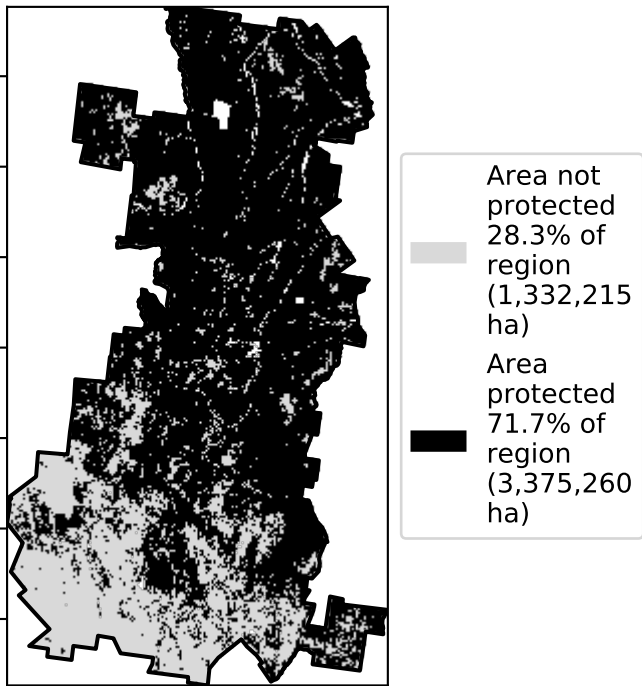 Area not
protected
28.3% of
region
(1,332,215
ha)
Area
protected
71.7% of
region
(3,375,260
ha)